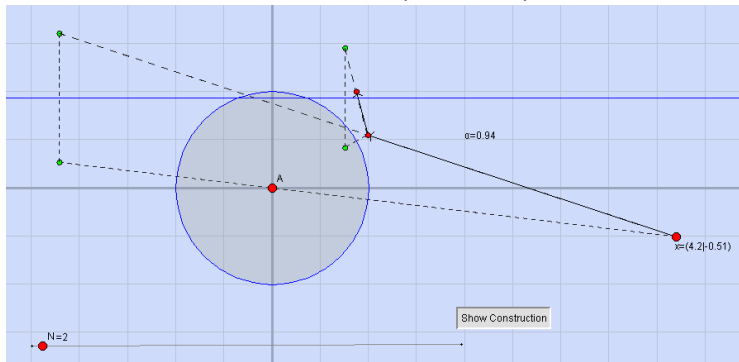 α=0.94
A
x=(4.2|-0.51)
Show Construction
N=2